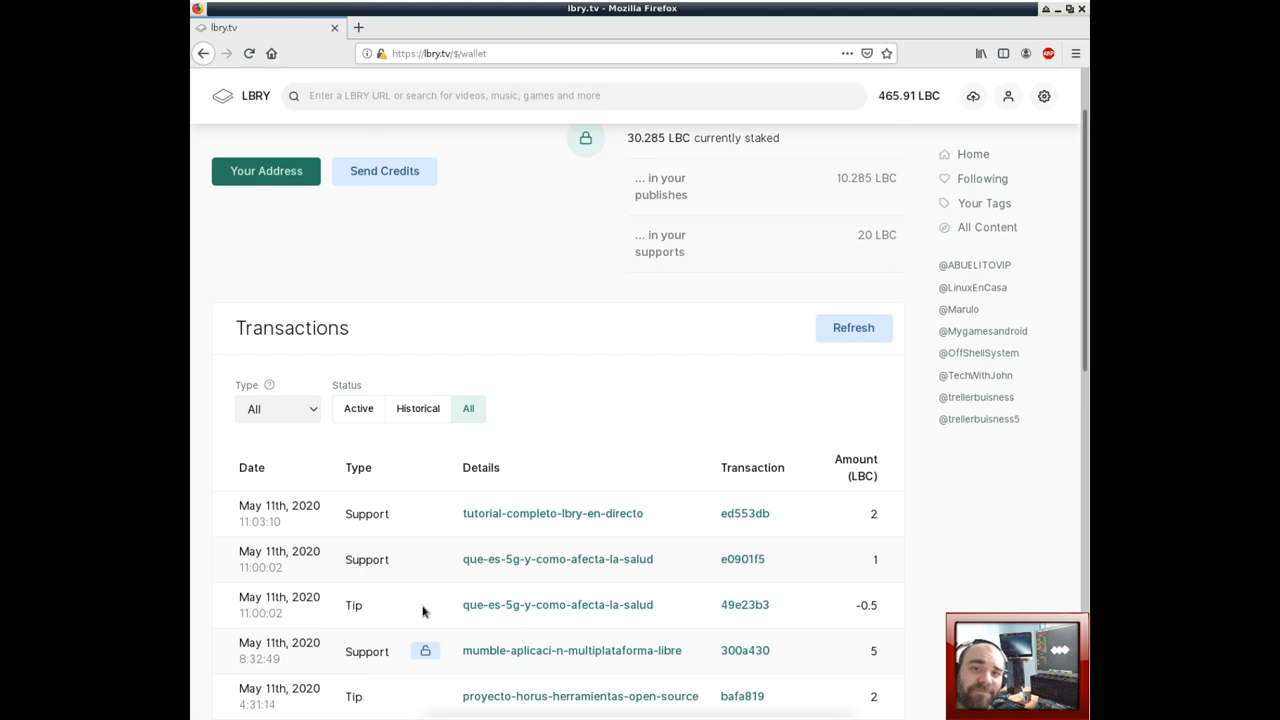 lbry.tv - Mozilla Firefox
lbry.tv
https://lbry.tv/$/wallet
ABP
LBRY
Enter a LBRY URL or search for videos, music, games and more
465.91 LBC
30.285 LBC currently staked
Your Address
Send Credits
... in your
publishes
10.285 LBC
... in your
supports
20 LBC
Home
Following
Your Tags
All Content
@ABUELITOVIP
@LinuxEnCasa
@Marulo
@Mygamesandroid
@OffShellSystem
@TechWithJohn
@trellerbuisness
@trellerbuisness5
Transactions
Refresh
Type
Status
All
Active
Historical
All
Date
Type
Details
Transaction
Amount
(LBC)
May 11th, 2020
11:03:10
Support
tutorial-completo-lbry-en-directo
ed553db
2
May 11th, 2020
11:00:02
Support
que-es-5g-y-como-afecta-la-salud
e0901f5
1
May 11th, 2020
11:00:02
Tip
que-es-5g-y-como-afecta-la-salud
49e23b3
-0.5
May 11th, 2020
8:32:49
Support
mumble-aplicaci-n-multiplataforma-libre
300a430
5
May 11th, 2020
4:31:14
Tip
proyecto-horus-herramientas-open-source
bafa819
2